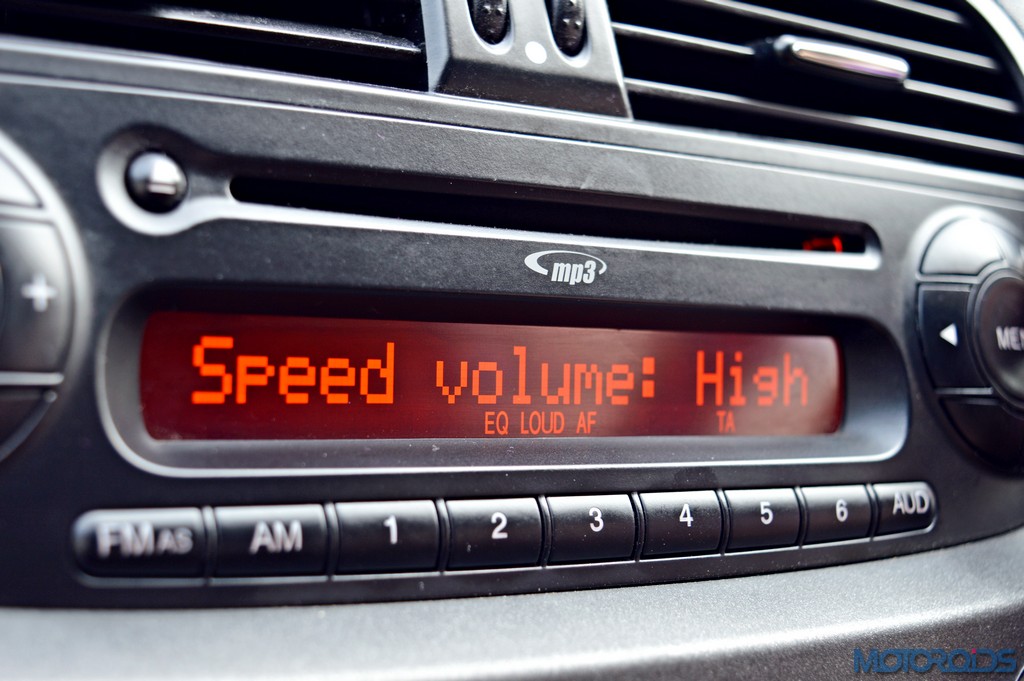 mp3
Speed volume: High
EQ LOUD AF TA
FM AS AM 1 2 3 4 5 6 AUD
MOTOROIDS